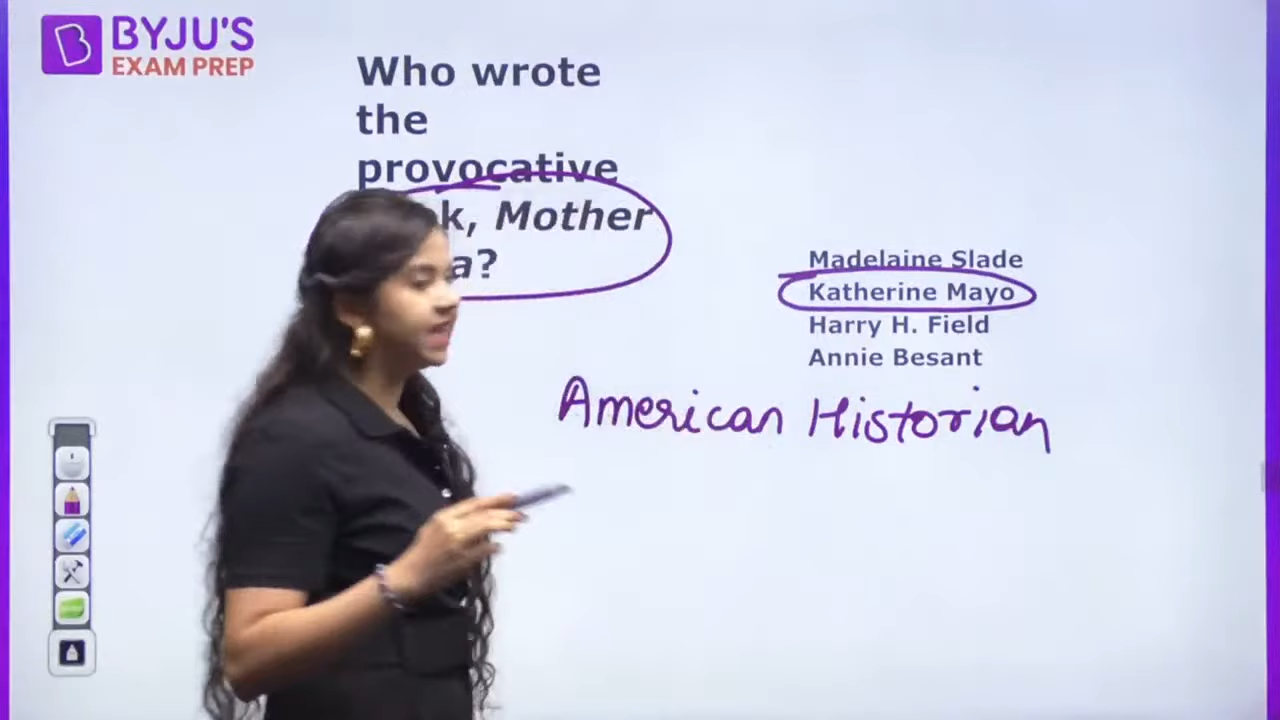 BYJU'S
EXAM PREP
Who wrote
the
provocative
k, Mother
a?
Madelaine Slade
Katherine Mayo
Harry H. Field
Annie Besant
American Historian